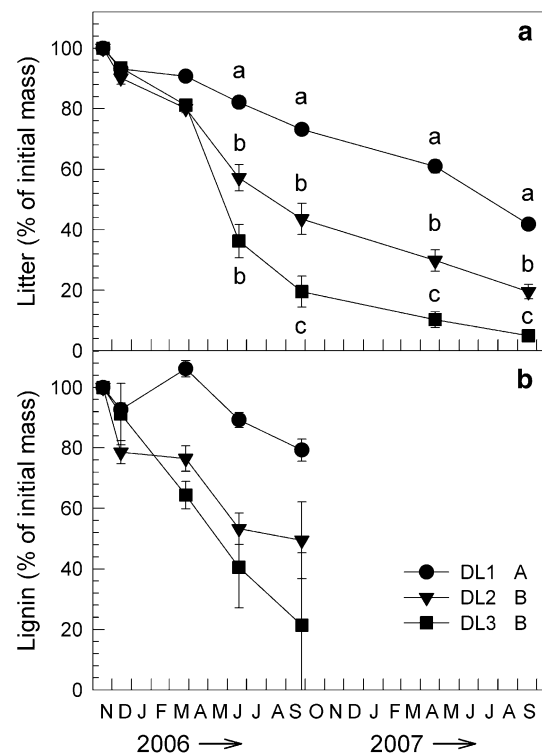 a
100
80
60
40
20
0
Litter (% of initial mass)
a
a
a
a
b
b
b
b
b
c
c
c
b
100
80
60
40
20
0
Lignin (% of initial mass)
DL1 A
DL2 B
DL3 B
N D J F M A M J J A S O N D J F M A M J J A S
2006 → 2007 →